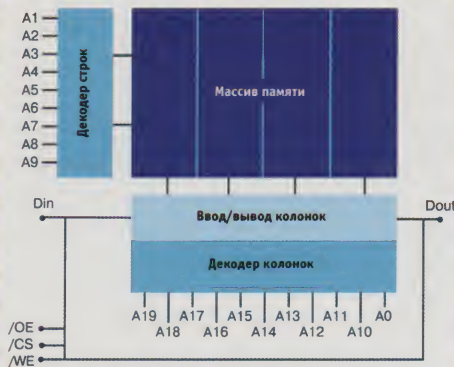 A1
A2
A3
A4
A5
A6
A7
A8
A9
Декодер строк
Массив памяти
Din
Ввод/вывод колонок
Dout
Декодер колонок
A19 A17 A15 A13 A11 A0
A18 A16 A14 A12 A10
/OE
/CS
/WE